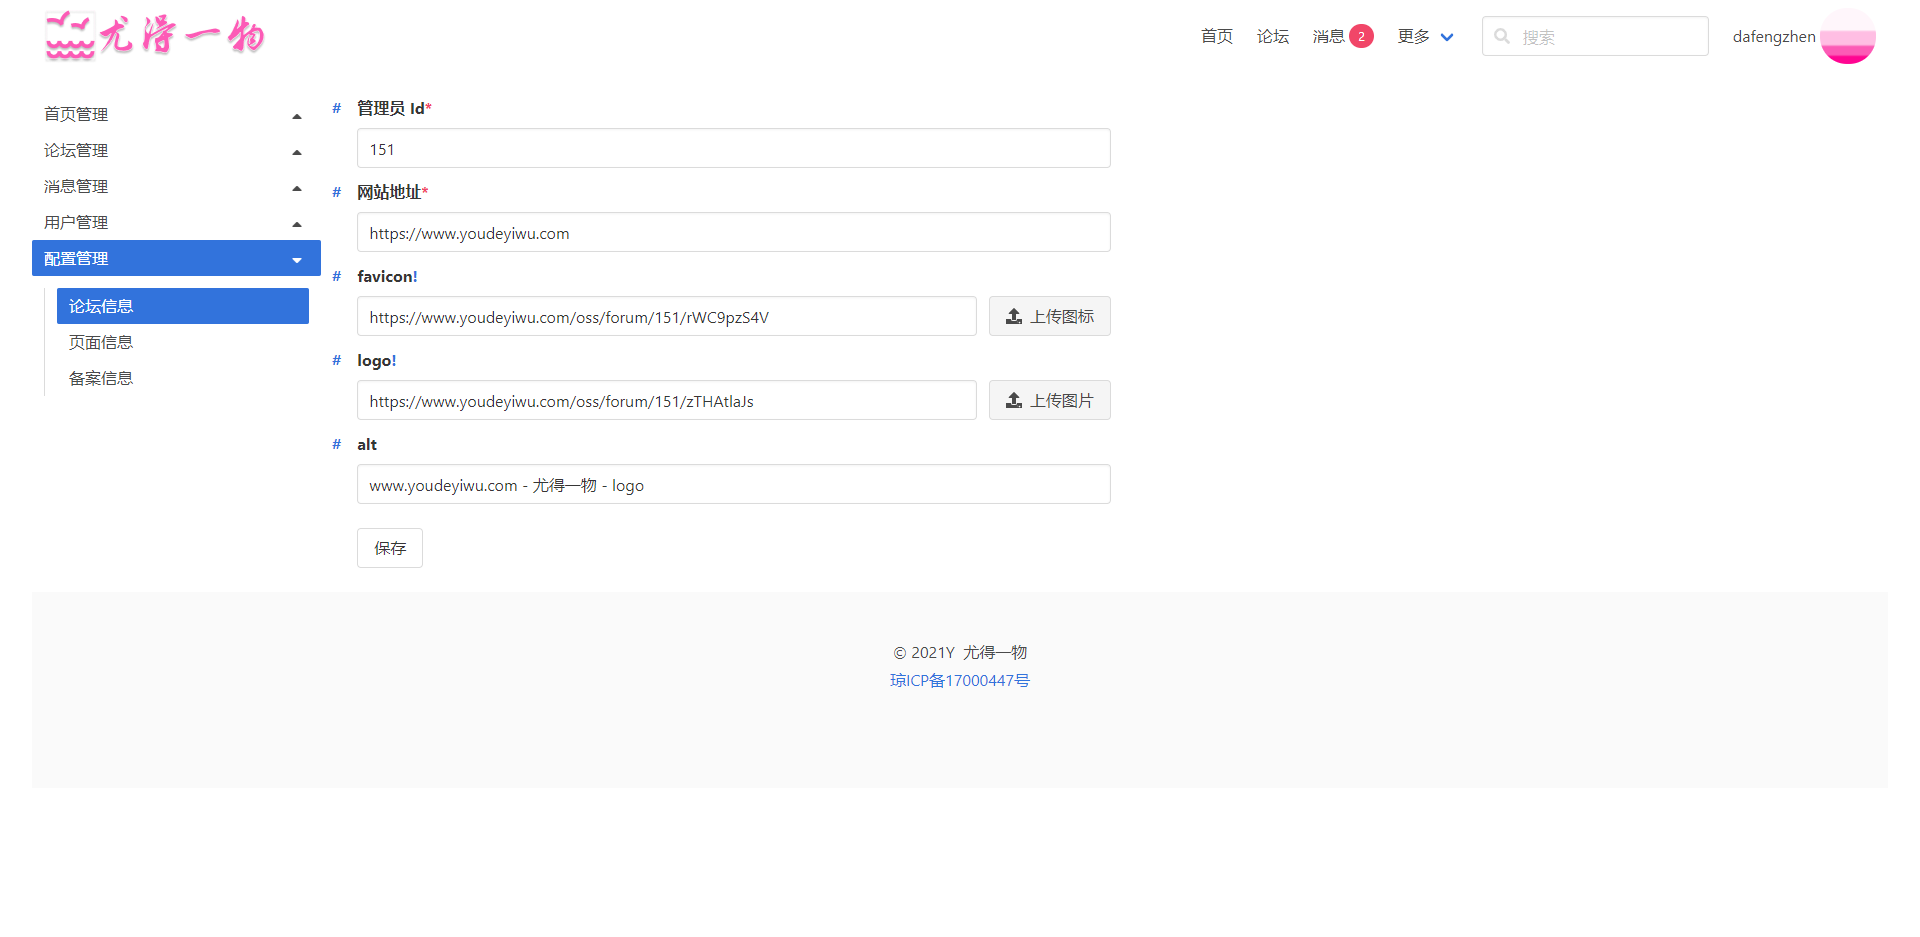 尤得一物
首页 论坛 消息 2 更多 搜索 dafengzhen
首页管理
论坛管理
消息管理
用户管理
配置管理
论坛信息
页面信息
备案信息
# 管理员 Id*
151
# 网站地址*
https://www.youdeyiwu.com
# favicon!
https://www.youdeyiwu.com/oss/forum/151/rWC9pzS4V 上传图标
# logo!
https://www.youdeyiwu.com/oss/forum/151/zTHAtlaJs 上传图片
# alt
www.youdeyiwu.com - 尤得一物 - logo
保存
© 2021Y 尤得一物
琼ICP备17000447号